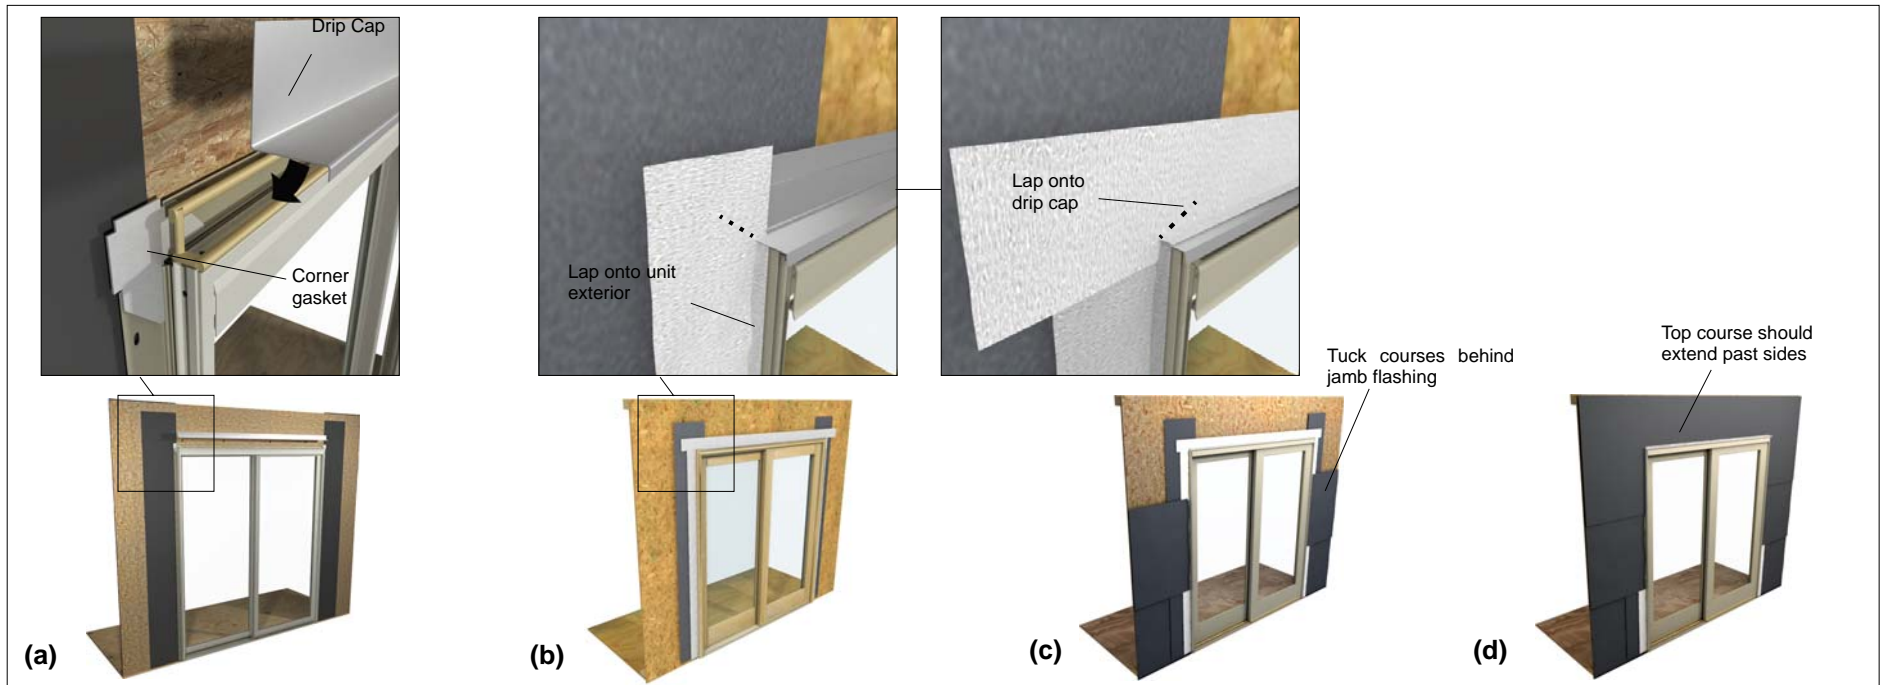 Drip Cap
Corner
gasket
Lap onto unit
exterior
Lap onto
drip cap
Tuck courses behind
jamb flashing
Top course should
extend past sides
(a)
(b)
(c)
(d)